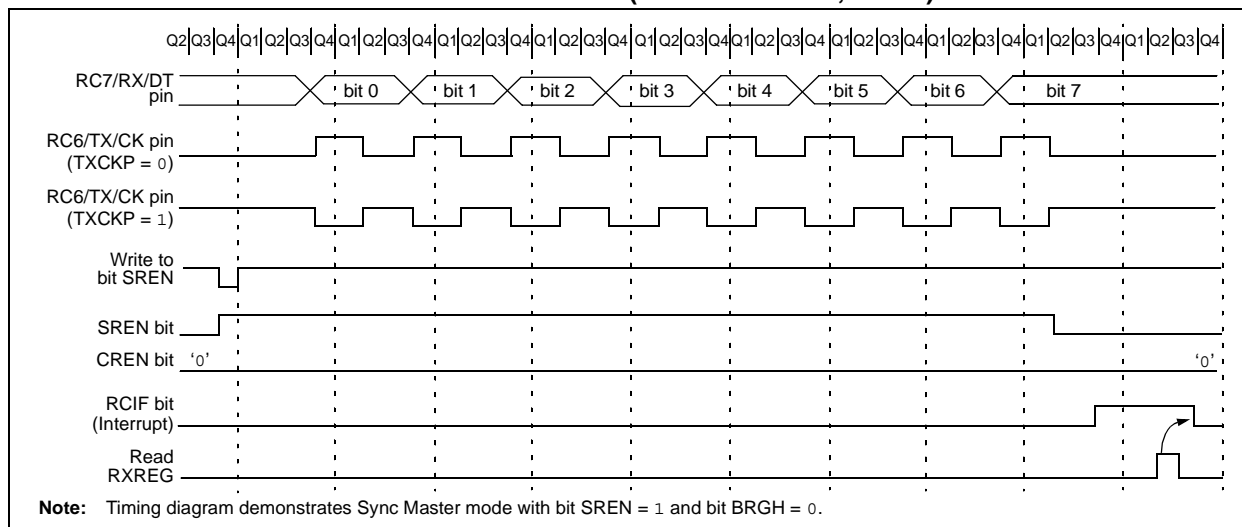 Q2 Q3 Q4 Q1 Q2 Q3 Q4 Q1 Q2 Q3 Q4 Q1 Q2 Q3 Q4 Q1 Q2 Q3 Q4 Q1 Q2 Q3 Q4 Q1 Q2 Q3 Q4 Q1 Q2 Q3 Q4 Q1 Q2 Q3 Q4 Q1 Q2 Q3 Q4 Q1 Q2 Q3 Q4
RC7/RX/DT
pin
bit 0 bit 1 bit 2 bit 3 bit 4 bit 5 bit 6 bit 7
RC6/TX/CK pin
(TXCKP = 0)
RC6/TX/CK pin
(TXCKP = 1)
Write to
bit SREN
SREN bit
CREN bit ‘0’ ‘0’
RCIF bit
(Interrupt)
Read
RXREG
Note: Timing diagram demonstrates Sync Master mode with bit SREN = 1 and bit BRGH = 0.